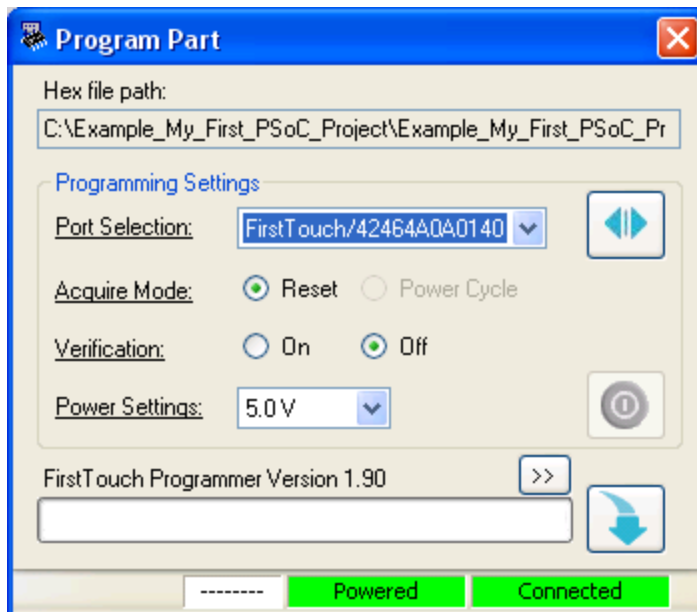 Program Part
Hex file path:
C:\Example_My_First_PSoC_Project\Example_My_First_PSoC_Pr
Programming Settings
Port Selection: FirstTouch/42464A0A0140
Acquire Mode: Reset Power Cycle
Verification: On Off
Power Settings: 5.0 V
FirstTouch Programmer Version 1.90 >>
-------- Powered Connected